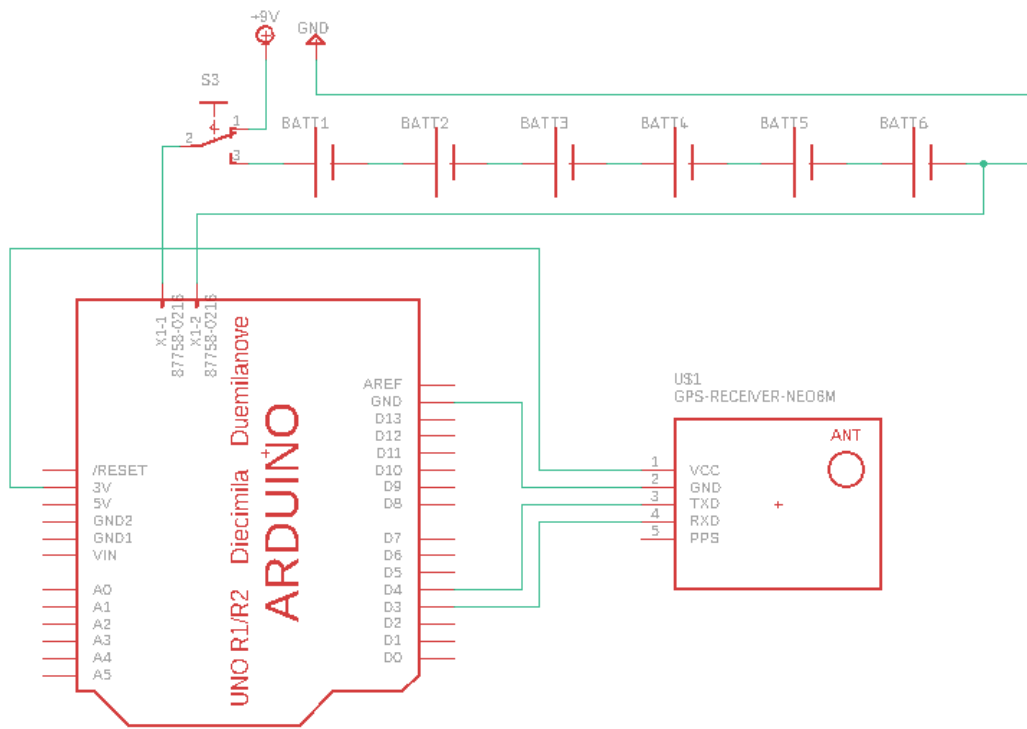 +9V
GND
S3
1
2
3
BATT1
BATT2
BATT3
BATT4
BATT5
BATT6
X1-1
87758-0216
X1-2
87758-0216
UNO R1/R2 Diecimila Duemilanove
ARDUINO
/RESET
3V
5V
GND2
GND1
VIN
A0
A1
A2
A3
A4
A5
AREF
GND
D13
D12
D11
D10
D9
D8
D7
D6
D5
D4
D3
D2
D1
D0
U$1
GPS-RECEIVER-NEO6M
ANT
1 VCC
2 GND
3 TXD
4 RXD
5 PPS